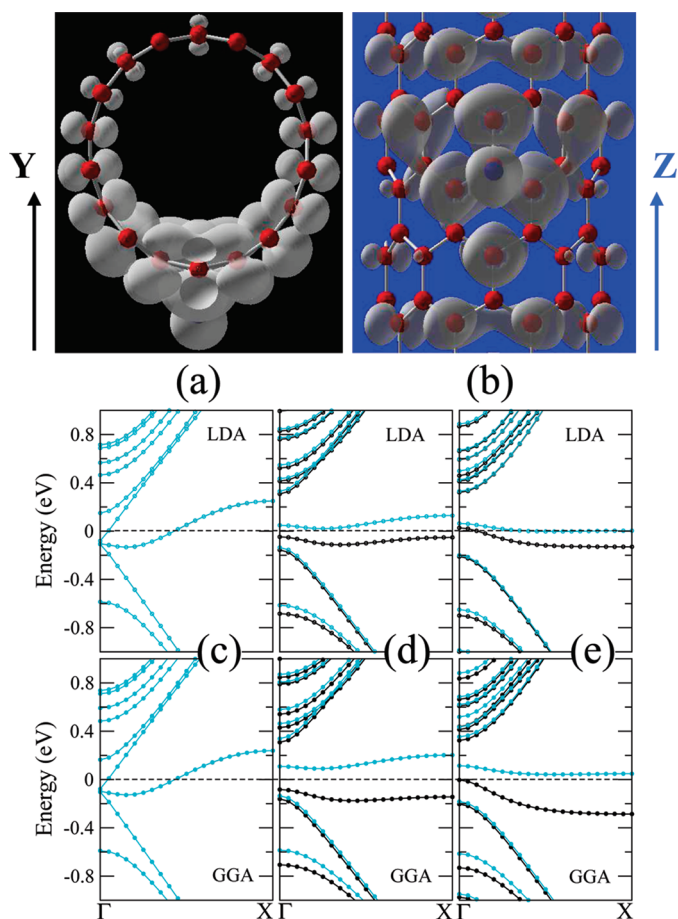 Y
Z
(a)
(b)
LDA
LDA
LDA
0.8
0.4
0
-0.4
-0.8
Energy (eV)
(c)
(d)
(e)
0.8
0.4
0
-0.4
-0.8
Energy (eV)
GGA
GGA
GGA
Γ
X
Γ
X
Γ
X